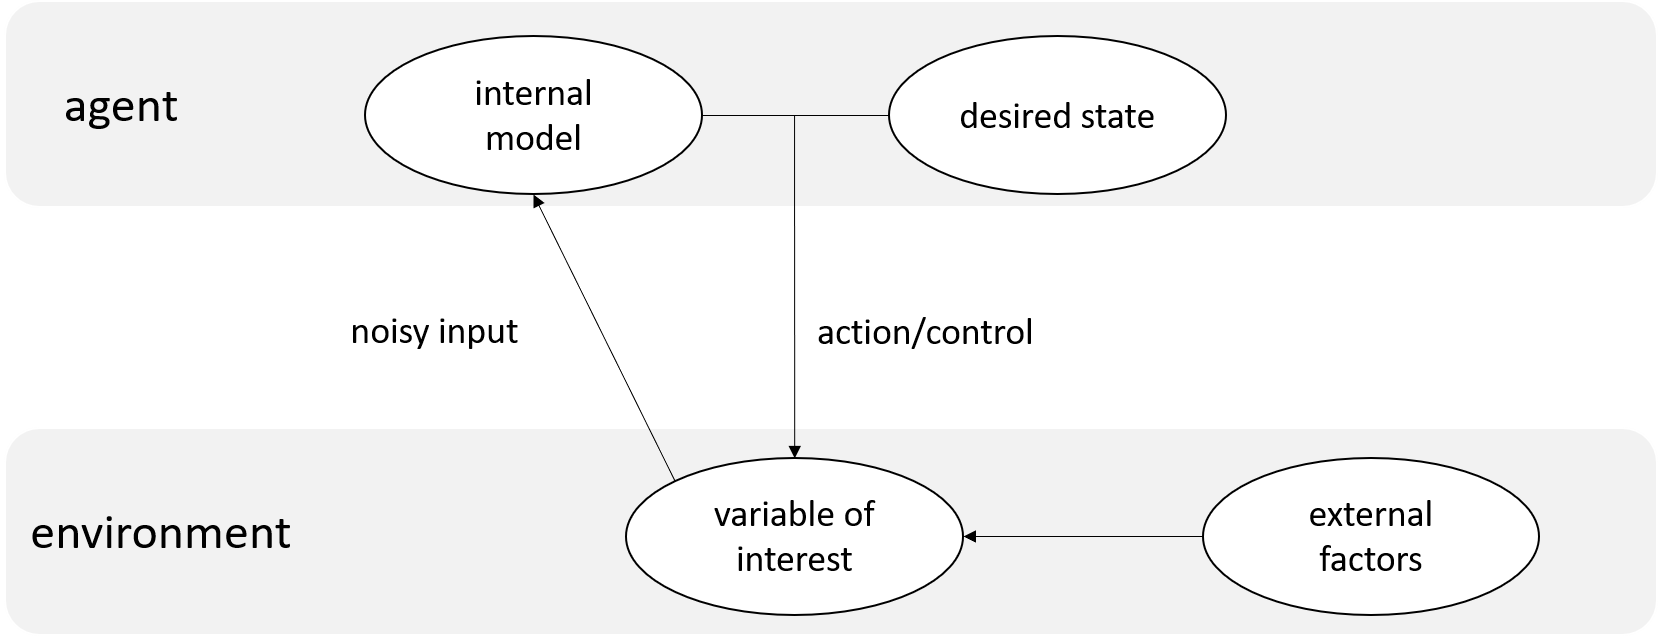 agent
internal
model
desired state
noisy input
action/control
environment
variable of
interest
external
factors